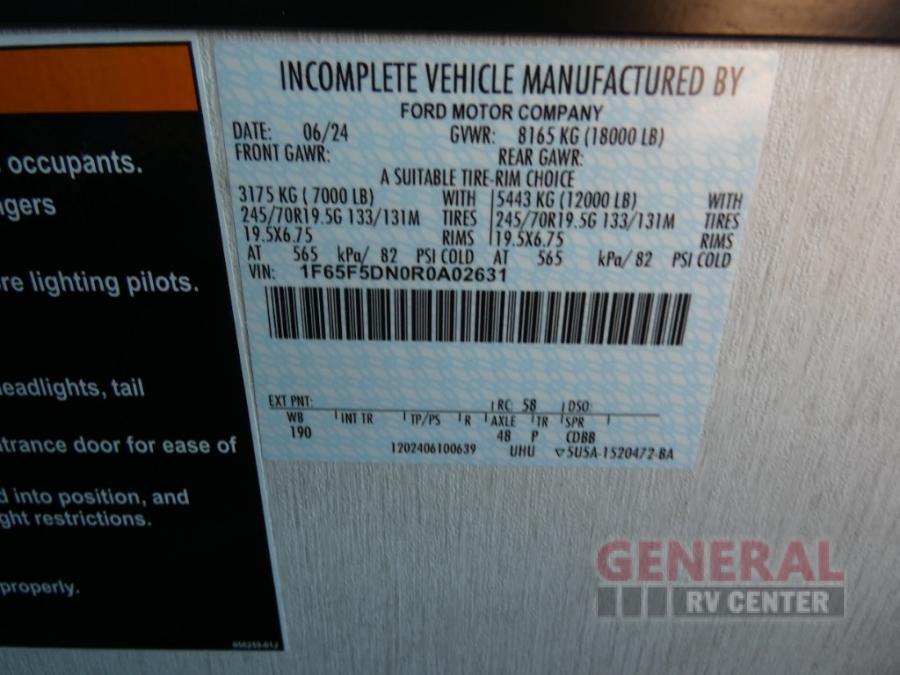 occupants.
ngers
re lighting pilots.
eadlights, tail
ntrance door for ease of
d into position, and
ght restrictions.
properly.
INCOMPLETE VEHICLE MANUFACTURED BY
FORD MOTOR COMPANY
DATE: 06/24 GVWR: 8165 KG (18000 LB)
FRONT GAWR: REAR GAWR:
A SUITABLE TIRE-RIM CHOICE
3175 KG ( 7000 LB) WITH 5443 KG (12000 LB) WITH
245/70R19.5G 133/131M TIRES 245/70R19.5G 133/131M TIRES
19.5X6.75 RIMS 19.5X6.75 RIMS
AT 565 kPa/ 82 PSI COLD AT 565 kPa/ 82 PSI COLD
VIN: 1F65F5DN0R0A02631
EXT PNT: RC: 58 DSO:
WB INT TR TP/PS R AXLE TR SPR
190 48 P CDBB
1202406100639 UHU ▽5U5A-1520472-BA
GENERAL
RV CENTER